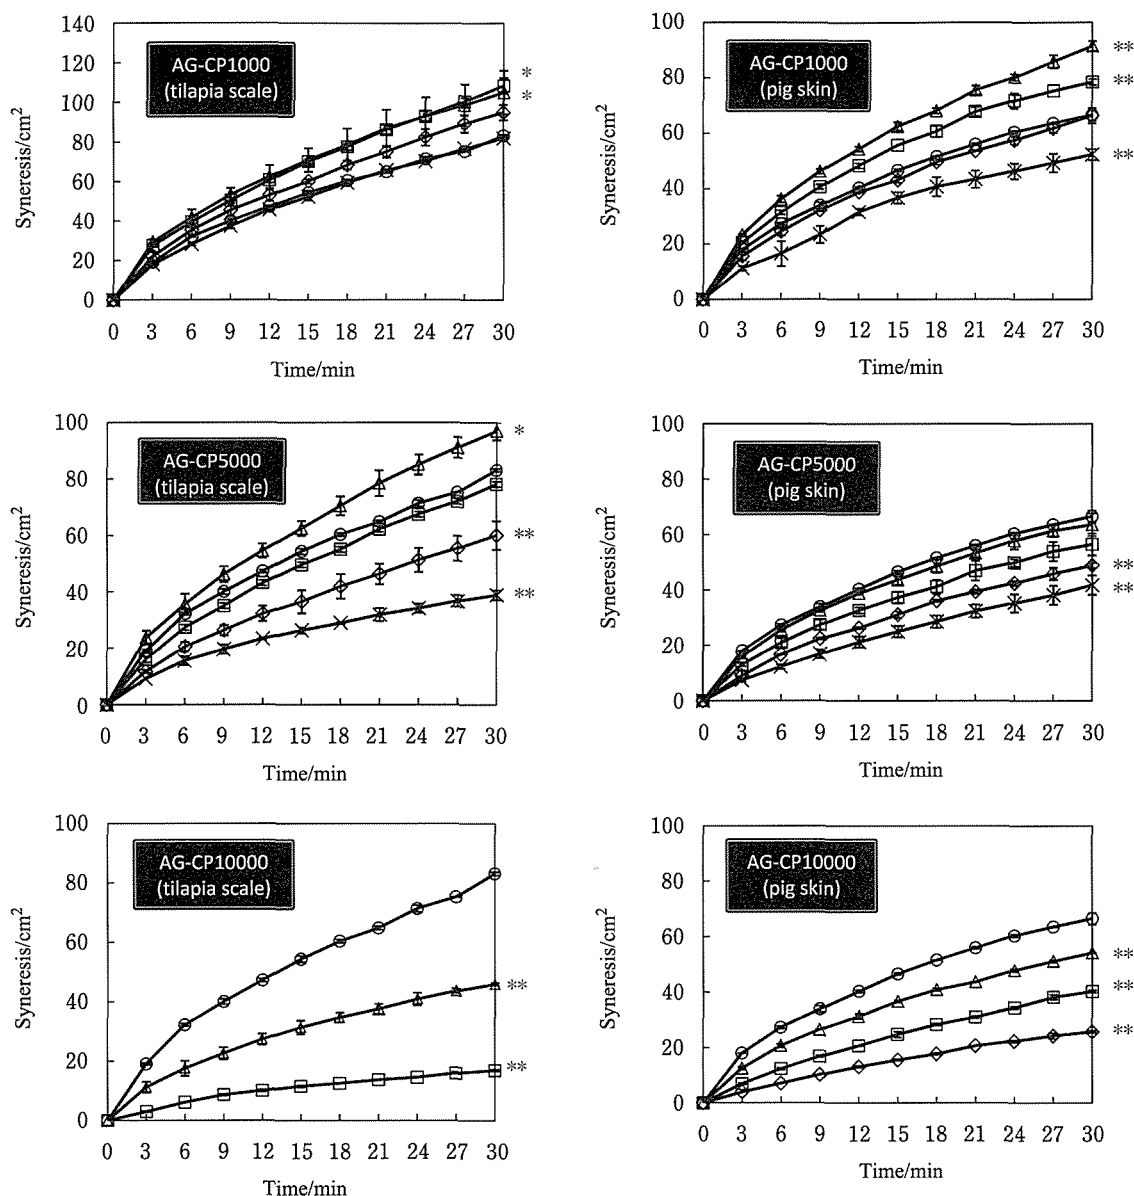 140
120
100
80
60
40
20
0
Syneresis/cm²
AG-CP1000
(tilapia scale)
*
*
0 3 6 9 12 15 18 21 24 27 30
Time/min
100
80
60
40
20
0
Syneresis/cm²
AG-CP1000
(pig skin)
**
**
**
0 3 6 9 12 15 18 21 24 27 30
Time/min
100
80
60
40
20
0
Syneresis/cm²
AG-CP5000
(tilapia scale)
*
**
**
0 3 6 9 12 15 18 21 24 27 30
Time/min
100
80
60
40
20
0
Syneresis/cm²
AG-CP5000
(pig skin)
**
**
0 3 6 9 12 15 18 21 24 27 30
Time/min
100
80
60
40
20
0
Syneresis/cm²
AG-CP10000
(tilapia scale)
**
**
0 3 6 9 12 15 18 21 24 27 30
Time/min
100
80
60
40
20
0
Syneresis/cm²
AG-CP10000
(pig skin)
**
**
**
0 3 6 9 12 15 18 21 24 27 30
Time/min